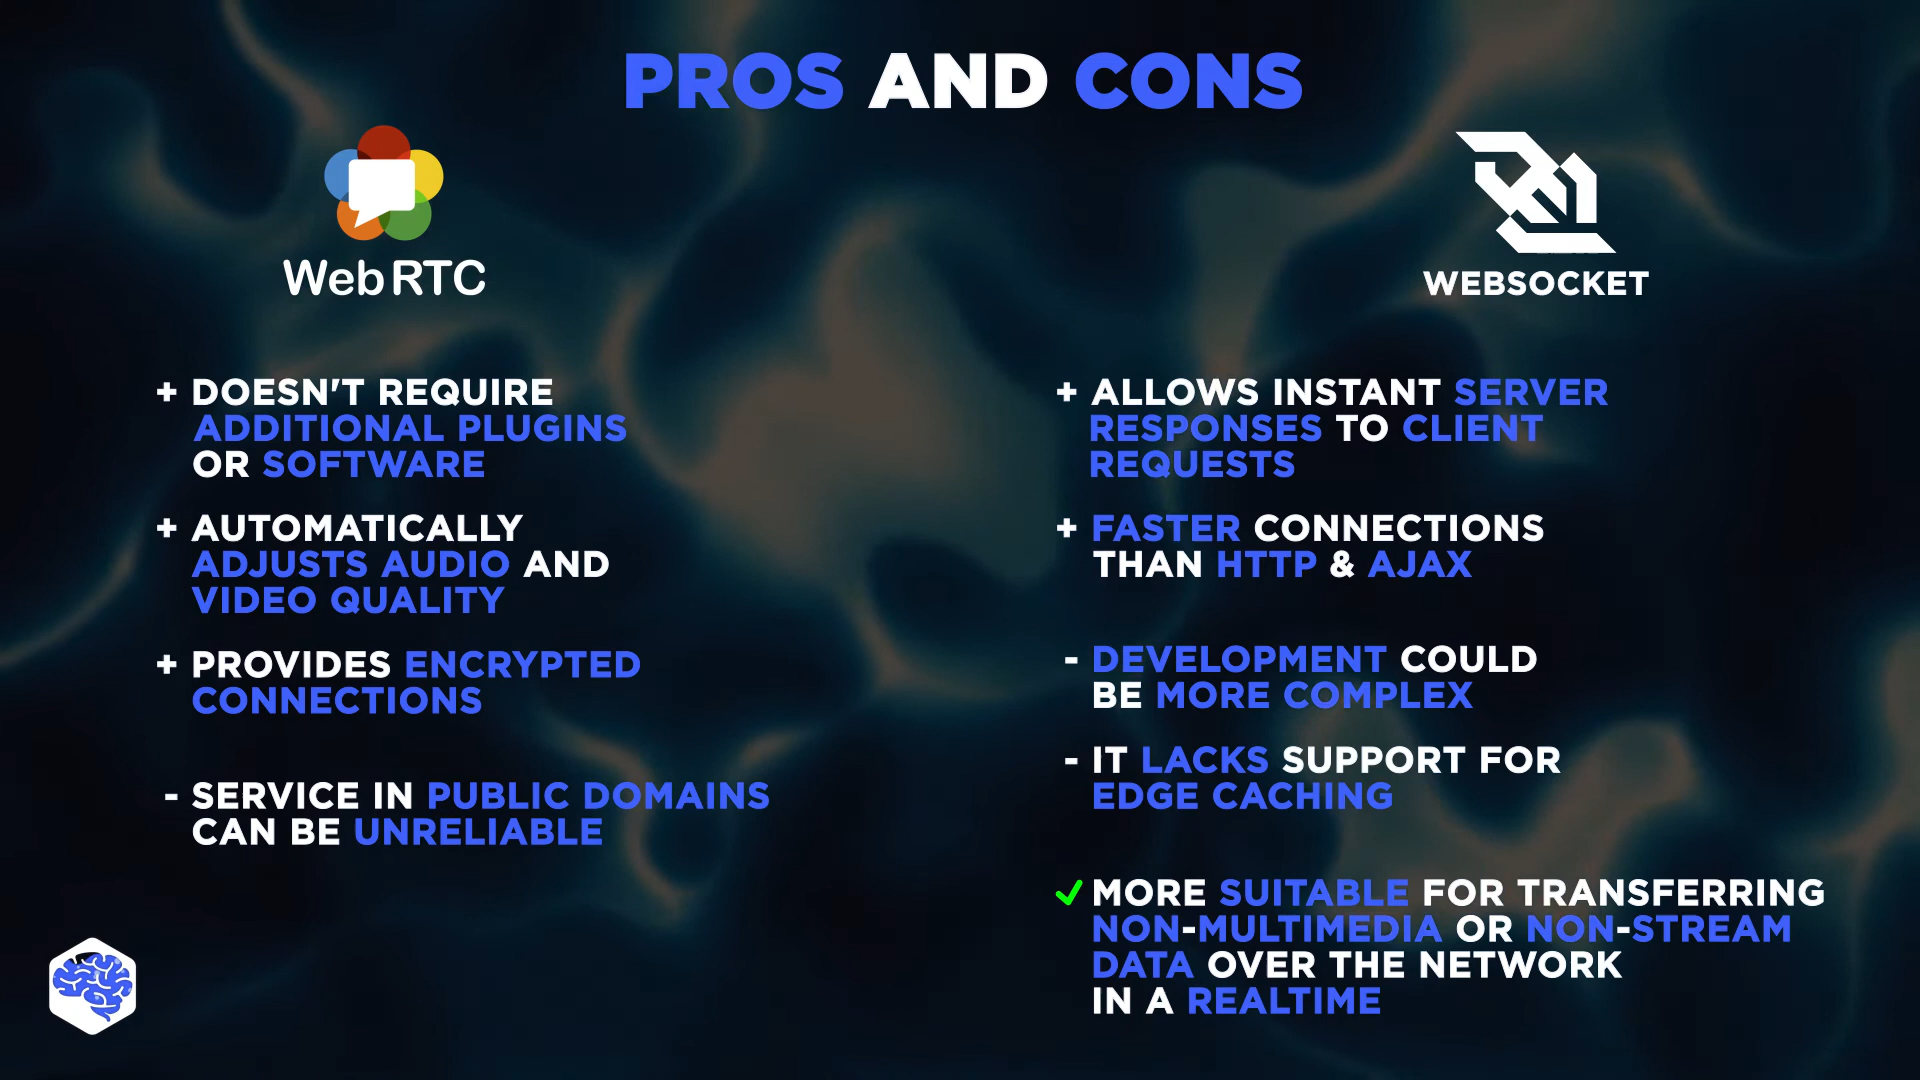 PROS AND CONS
WebRTC
+ DOESN'T REQUIRE
ADDITIONAL PLUGINS
OR SOFTWARE
+ AUTOMATICALLY
ADJUSTS AUDIO AND
VIDEO QUALITY
+ PROVIDES ENCRYPTED
CONNECTIONS
- SERVICE IN PUBLIC DOMAINS
CAN BE UNRELIABLE
WEBSOCKET
+ ALLOWS INSTANT SERVER
RESPONSES TO CLIENT
REQUESTS
+ FASTER CONNECTIONS
THAN HTTP & AJAX
- DEVELOPMENT COULD
BE MORE COMPLEX
- IT LACKS SUPPORT FOR
EDGE CACHING
✓ MORE SUITABLE FOR TRANSFERRING
NON-MULTIMEDIA OR NON-STREAM
DATA OVER THE NETWORK
IN A REALTIME